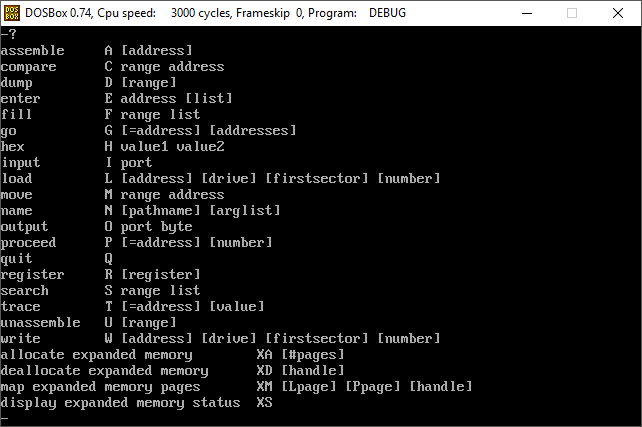 DOS
BOX
DOSBox 0.74, Cpu speed:    3000 cycles, Frameskip  0, Program:    DEBUG
-?
assemble     A [address]
compare      C range address
dump         D [range]
enter        E address [list]
fill         F range list
go           G [=address] [addresses]
hex          H value1 value2
input        I port
load         L [address] [drive] [firstsector] [number]
move         M range address
name         N [pathname] [arglist]
output       O port byte
proceed      P [=address] [number]
quit         Q
register     R [register]
search       S range list
trace        T [=address] [value]
unassemble   U [range]
write        W [address] [drive] [firstsector] [number]
allocate expanded memory        XA [#pages]
deallocate expanded memory      XD [handle]
map expanded memory pages       XM [Lpage] [Ppage] [handle]
display expanded memory status  XS
-